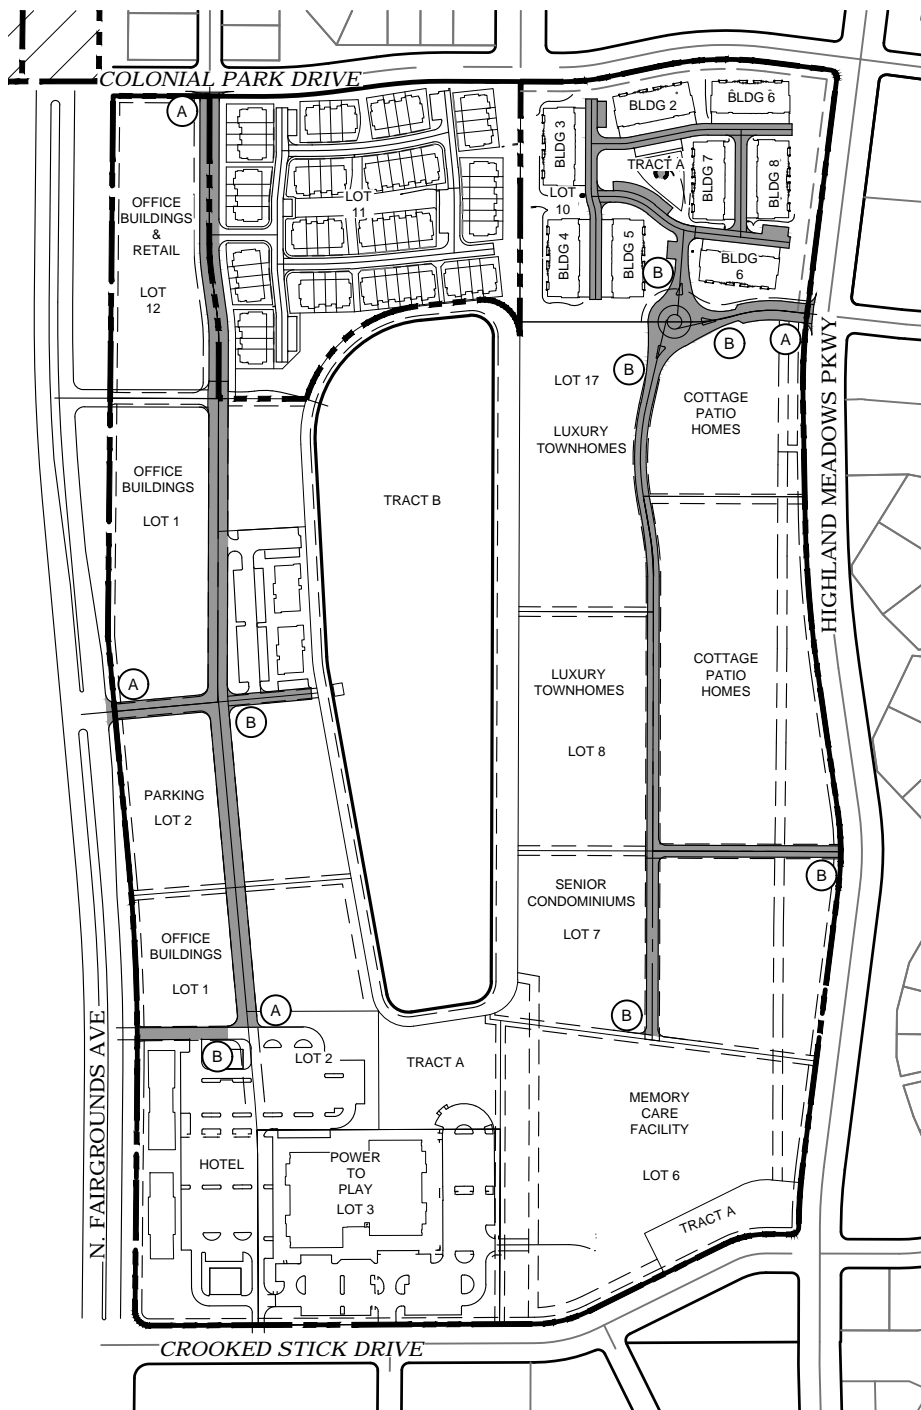 COLONIAL PARK DRIVE
A
OFFICE
BUILDINGS
&
RETAIL
LOT
12
LOT
11
BLDG 3
BLDG 2
BLDG 6
TRACT A
BLDG 7
BLDG 8
LOT
10
BLDG 4
BLDG 5
BLDG
6
B
B
B
A
LOT 17
LUXURY
TOWNHOMES
COTTAGE
PATIO
HOMES
HIGHLAND MEADOWS PKWY
OFFICE
BUILDINGS
LOT 1
TRACT B
A
B
LUXURY
TOWNHOMES
LOT 8
COTTAGE
PATIO
HOMES
PARKING
LOT 2
B
SENIOR
CONDOMINIUMS
LOT 7
OFFICE
BUILDINGS
LOT 1
A
B
B
LOT 2
TRACT A
N. FAIRGROUNDS AVE
MEMORY
CARE
FACILITY
LOT 6
HOTEL
POWER
TO
PLAY
LOT 3
TRACT A
CROOKED STICK DRIVE